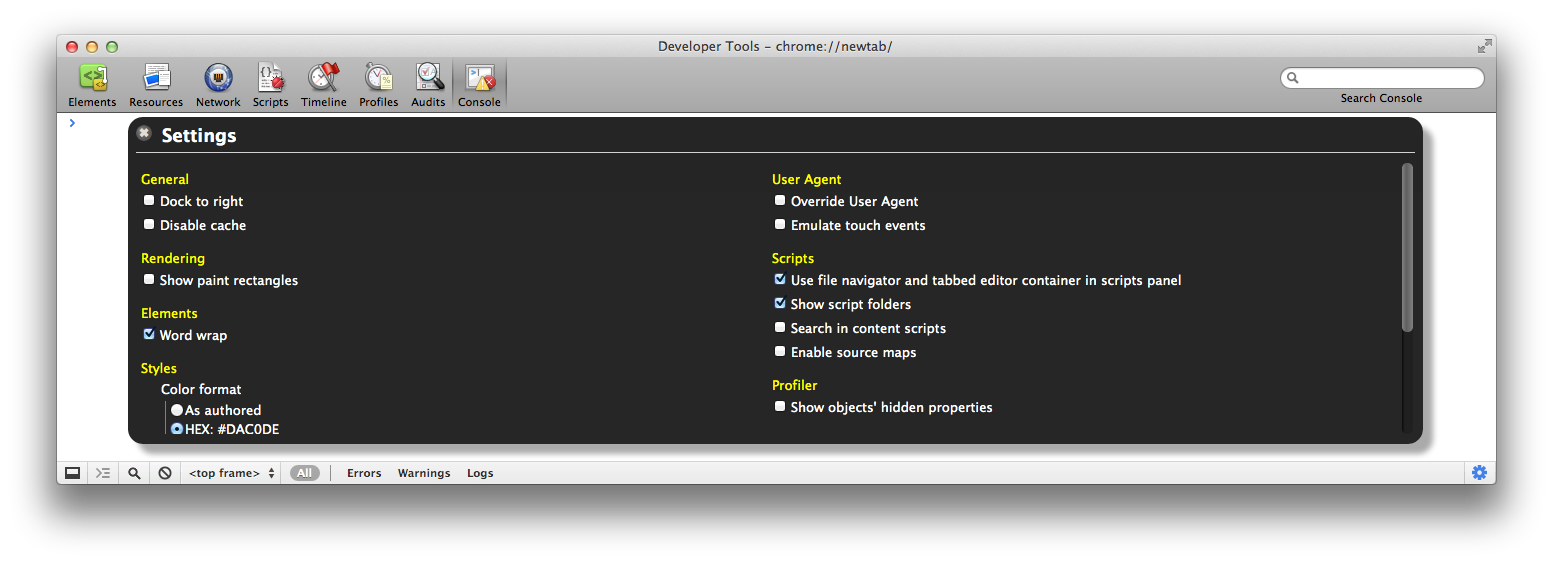 Developer Tools – chrome://newtab/
Elements Resources Network Scripts Timeline Profiles Audits Console
Search Console
Settings
General
Dock to right
Disable cache
Rendering
Show paint rectangles
Elements
Word wrap
Styles
Color format
As authored
HEX: #DAC0DE
User Agent
Override User Agent
Emulate touch events
Scripts
Use file navigator and tabbed editor container in scripts panel
Show script folders
Search in content scripts
Enable source maps
Profiler
Show objects' hidden properties
<top frame> All Errors Warnings Logs